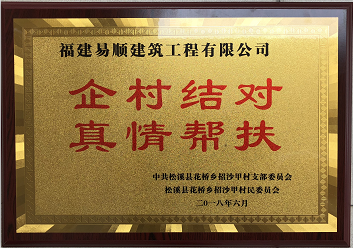 福建易顺建筑工程有限公司
企村结对
真情帮扶
中共松溪县花桥乡招沙甲村支部委员会
松溪县花桥乡招沙甲村民委员会
二〇一八年六月